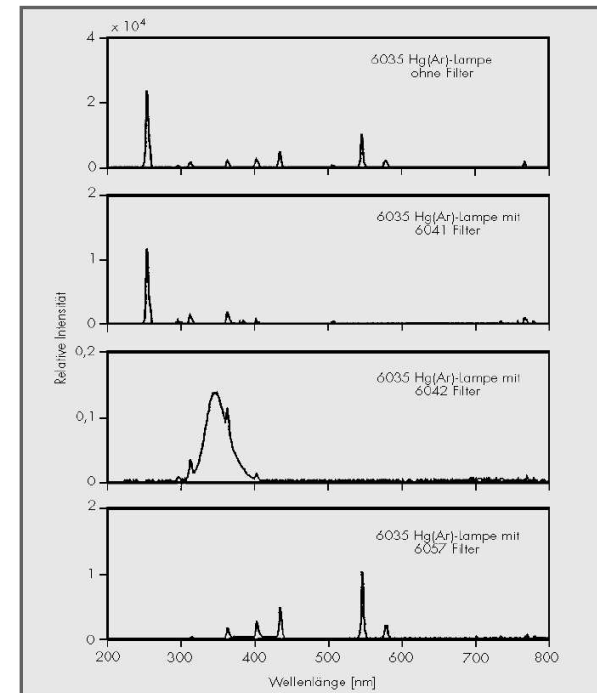 x 10⁴
4
6035 Hg(Ar)-Lampe
ohne Filter
2
0
2
6035 Hg(Ar)-Lampe mit
6041 Filter
1
0
Relative Intensität
0,2
6035 Hg(Ar)-Lampe mit
6042 Filter
0,1
0
2
6035 Hg(Ar)-Lampe mit
6057 Filter
1
0
200 300 400 500 600 700 800
Wellenlänge [nm]